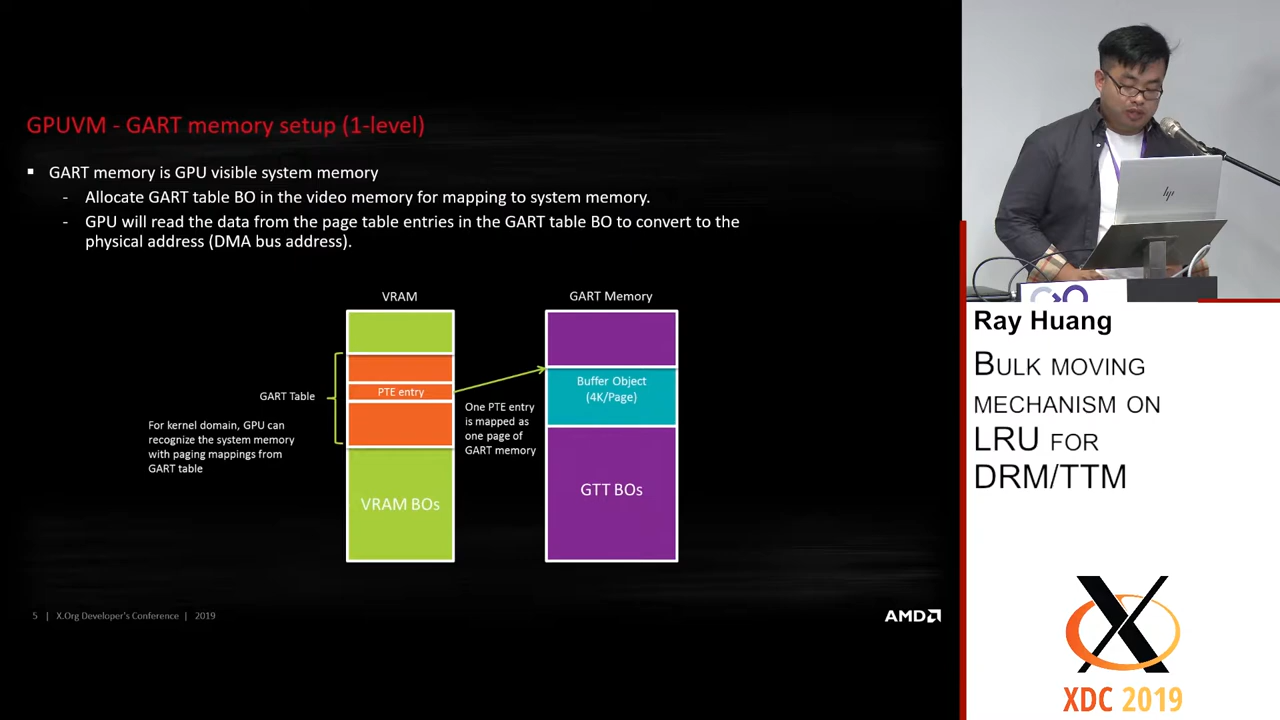 GPUVM - GART memory setup (1-level)
▪ GART memory is GPU visible system memory
- Allocate GART table BO in the video memory for mapping to system memory.
- GPU will read the data from the page table entries in the GART table BO to convert to the
physical address (DMA bus address).
VRAM
GART Memory
GART Table
PTE entry
Buffer Object
(4K/Page)
For kernel domain, GPU can
recognize the system memory
with paging mappings from
GART table
One PTE entry
is mapped as
one page of
GART memory
VRAM BOs
GTT BOs
5 | X.Org Developer's Conference | 2019
AMD
hp
Ray Huang
Bulk moving
mechanism on
LRU for
DRM/TTM
X
XDC 2019